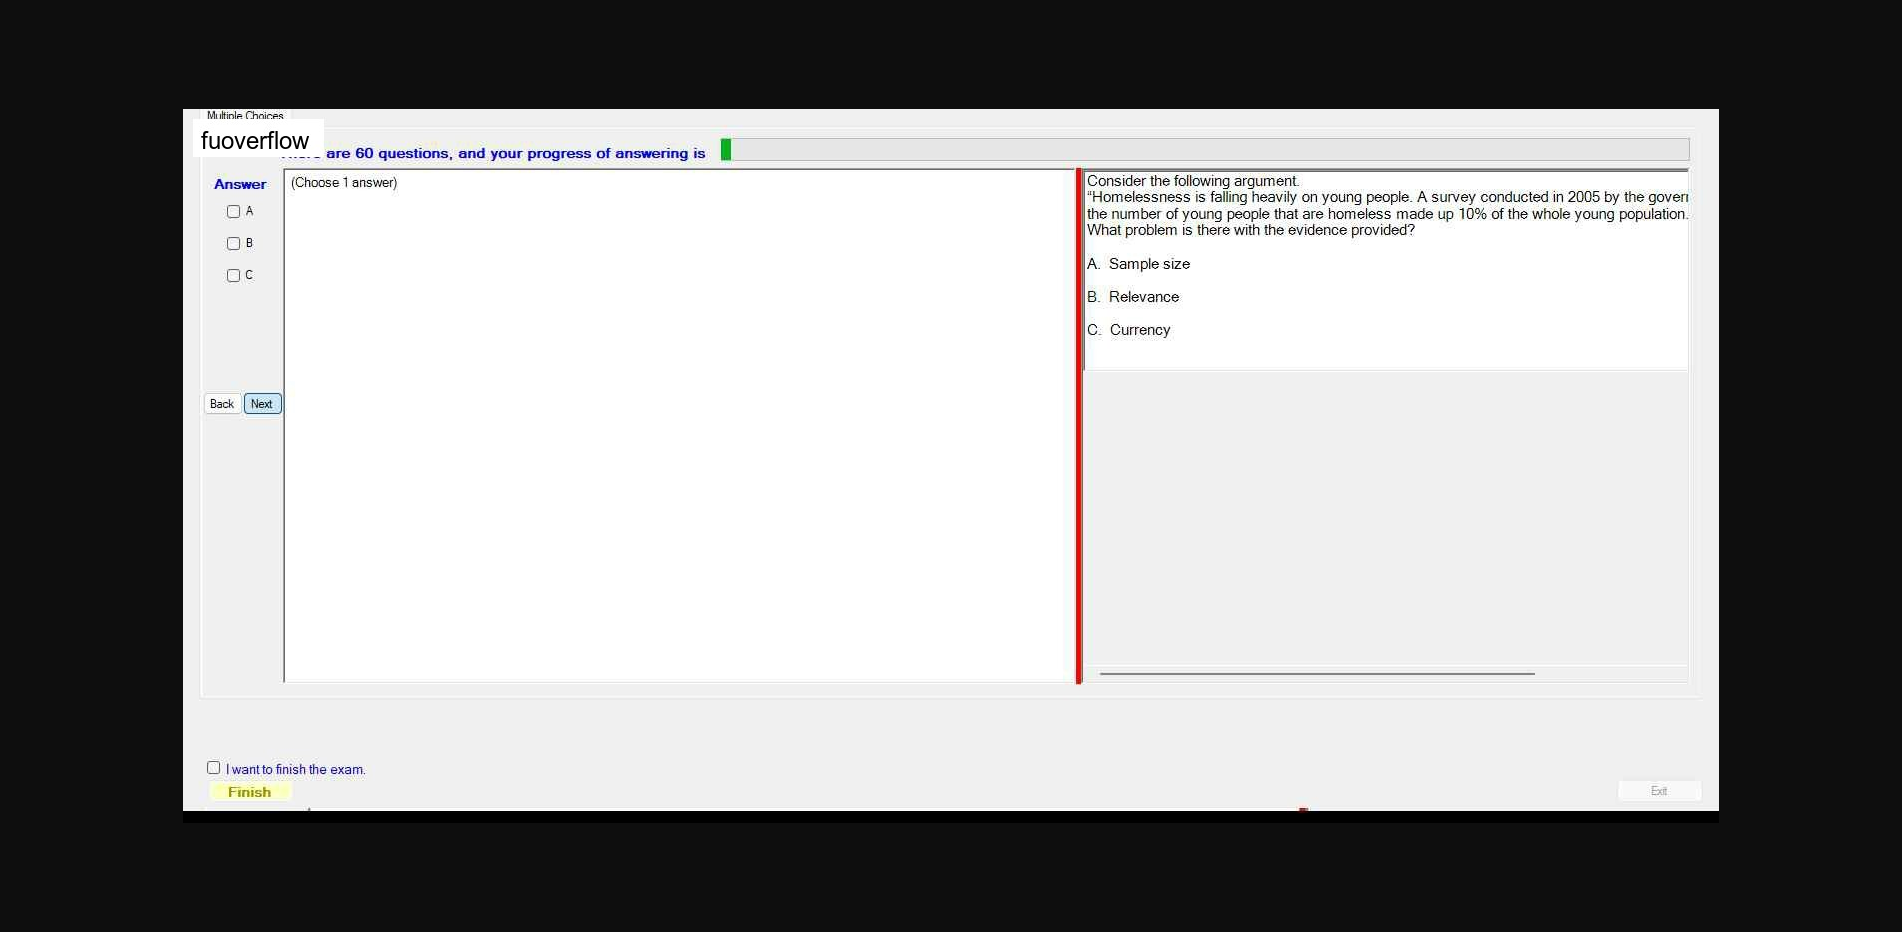 Multiple Choices
fuoverflow
are 60 questions, and your progress of answering is
Answer
(Choose 1 answer)
A
B
C
Back
Next
Consider the following argument.
“Homelessness is falling heavily on young people. A survey conducted in 2005 by the gover
the number of young people that are homeless made up 10% of the whole young population.
What problem is there with the evidence provided?
A. Sample size
B. Relevance
C. Currency
I want to finish the exam.
Finish
Exit